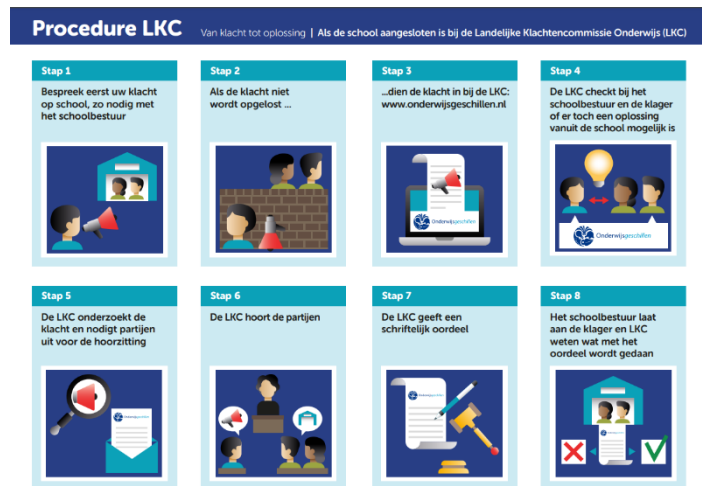 Procedure LKC Van klacht tot oplossing | Als de school aangesloten is bij de Landelijke Klachtencommissie Onderwijs (LKC)
Stap 1
Bespreek eerst uw klacht
op school, zo nodig met
het schoolbestuur
Stap 2
Als de klacht niet
wordt opgelost ...
Stap 3
...dien de klacht in bij de LKC:
www.onderwijsgeschillen.nl
Onderwijsgeschillen
Stap 4
De LKC checkt bij het
schoolbestuur en de klager
of er toch een oplossing
vanuit de school mogelijk is
Onderwijsgeschillen
Stap 5
De LKC onderzoekt de
klacht en nodigt partijen
uit voor de hoorzitting
Stap 6
De LKC hoort de partijen
Stap 7
De LKC geeft een
schriftelijk oordeel
Stap 8
Het schoolbestuur laat
aan de klager en LKC
weten wat met het
oordeel wordt gedaan